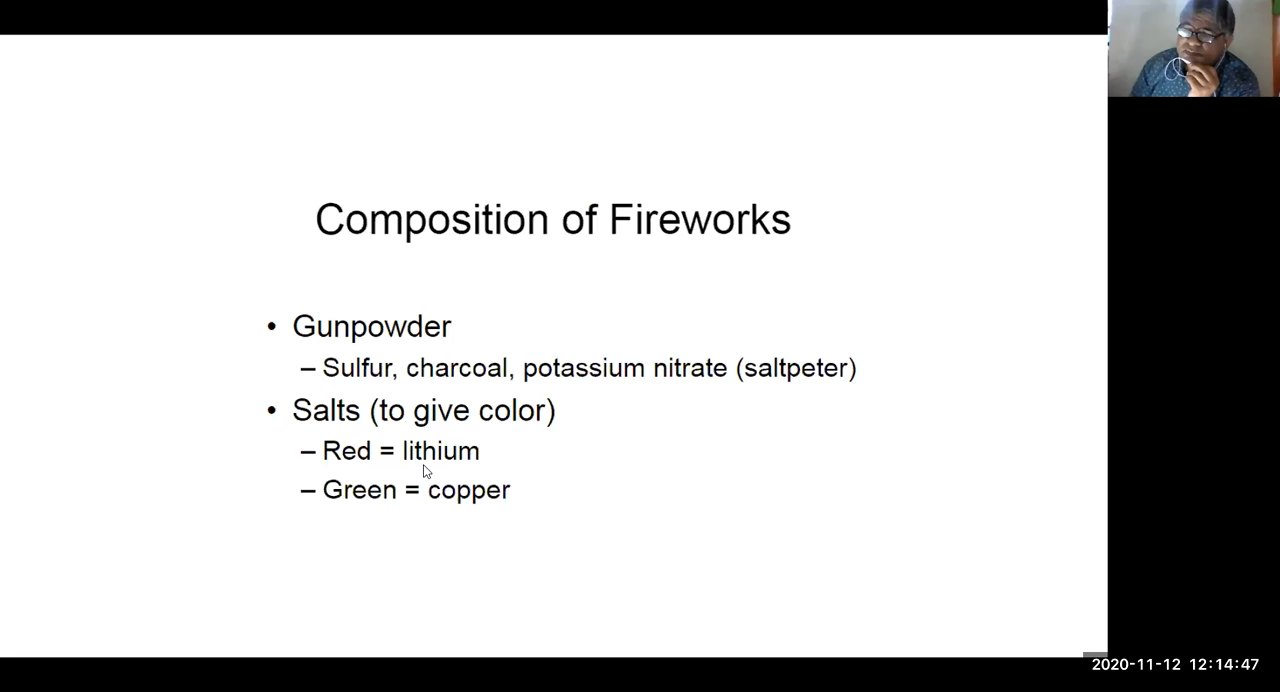 Composition of Fireworks
• Gunpowder
– Sulfur, charcoal, potassium nitrate (saltpeter)
• Salts (to give color)
– Red = lithium
– Green = copper
2020-11-12 12:14:47